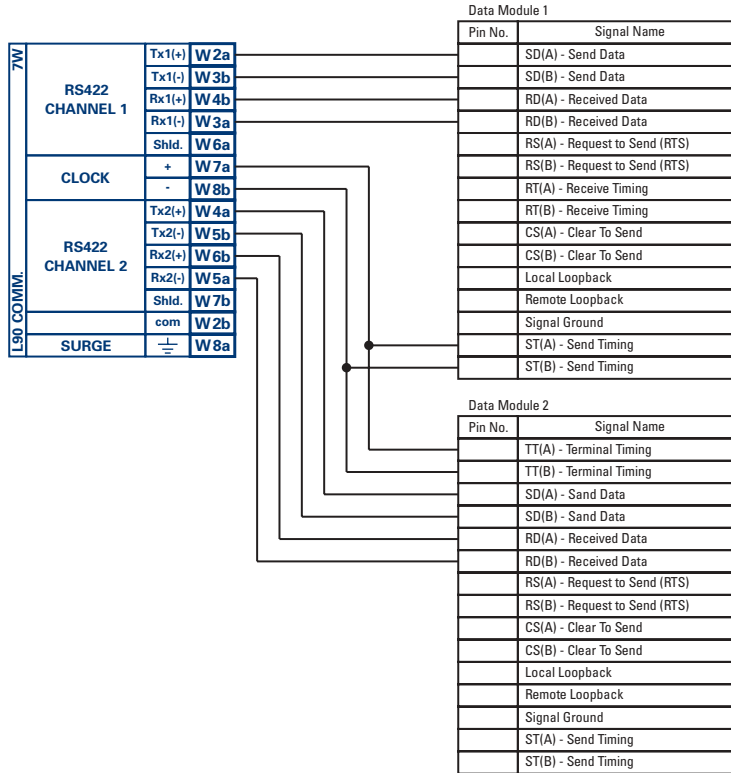 7W
L90 COMM.
RS422
CHANNEL 1
Tx1(+) W2a
Tx1(-) W3b
Rx1(+) W4b
Rx1(-) W3a
Shld. W6a
CLOCK
+ W7a
- W8b
RS422
CHANNEL 2
Tx2(+) W4a
Tx2(-) W5b
Rx2(+) W6b
Rx2(-) W5a
Shld. W7b
com W2b
SURGE W8a
Data Module 1
Pin No. Signal Name
SD(A) - Send Data
SD(B) - Send Data
RD(A) - Received Data
RD(B) - Received Data
RS(A) - Request to Send (RTS)
RS(B) - Request to Send (RTS)
RT(A) - Receive Timing
RT(B) - Receive Timing
CS(A) - Clear To Send
CS(B) - Clear To Send
Local Loopback
Remote Loopback
Signal Ground
ST(A) - Send Timing
ST(B) - Send Timing
Data Module 2
Pin No. Signal Name
TT(A) - Terminal Timing
TT(B) - Terminal Timing
SD(A) - Sand Data
SD(B) - Sand Data
RD(A) - Received Data
RD(B) - Received Data
RS(A) - Request to Send (RTS)
RS(B) - Request to Send (RTS)
CS(A) - Clear To Send
CS(B) - Clear To Send
Local Loopback
Remote Loopback
Signal Ground
ST(A) - Send Timing
ST(B) - Send Timing